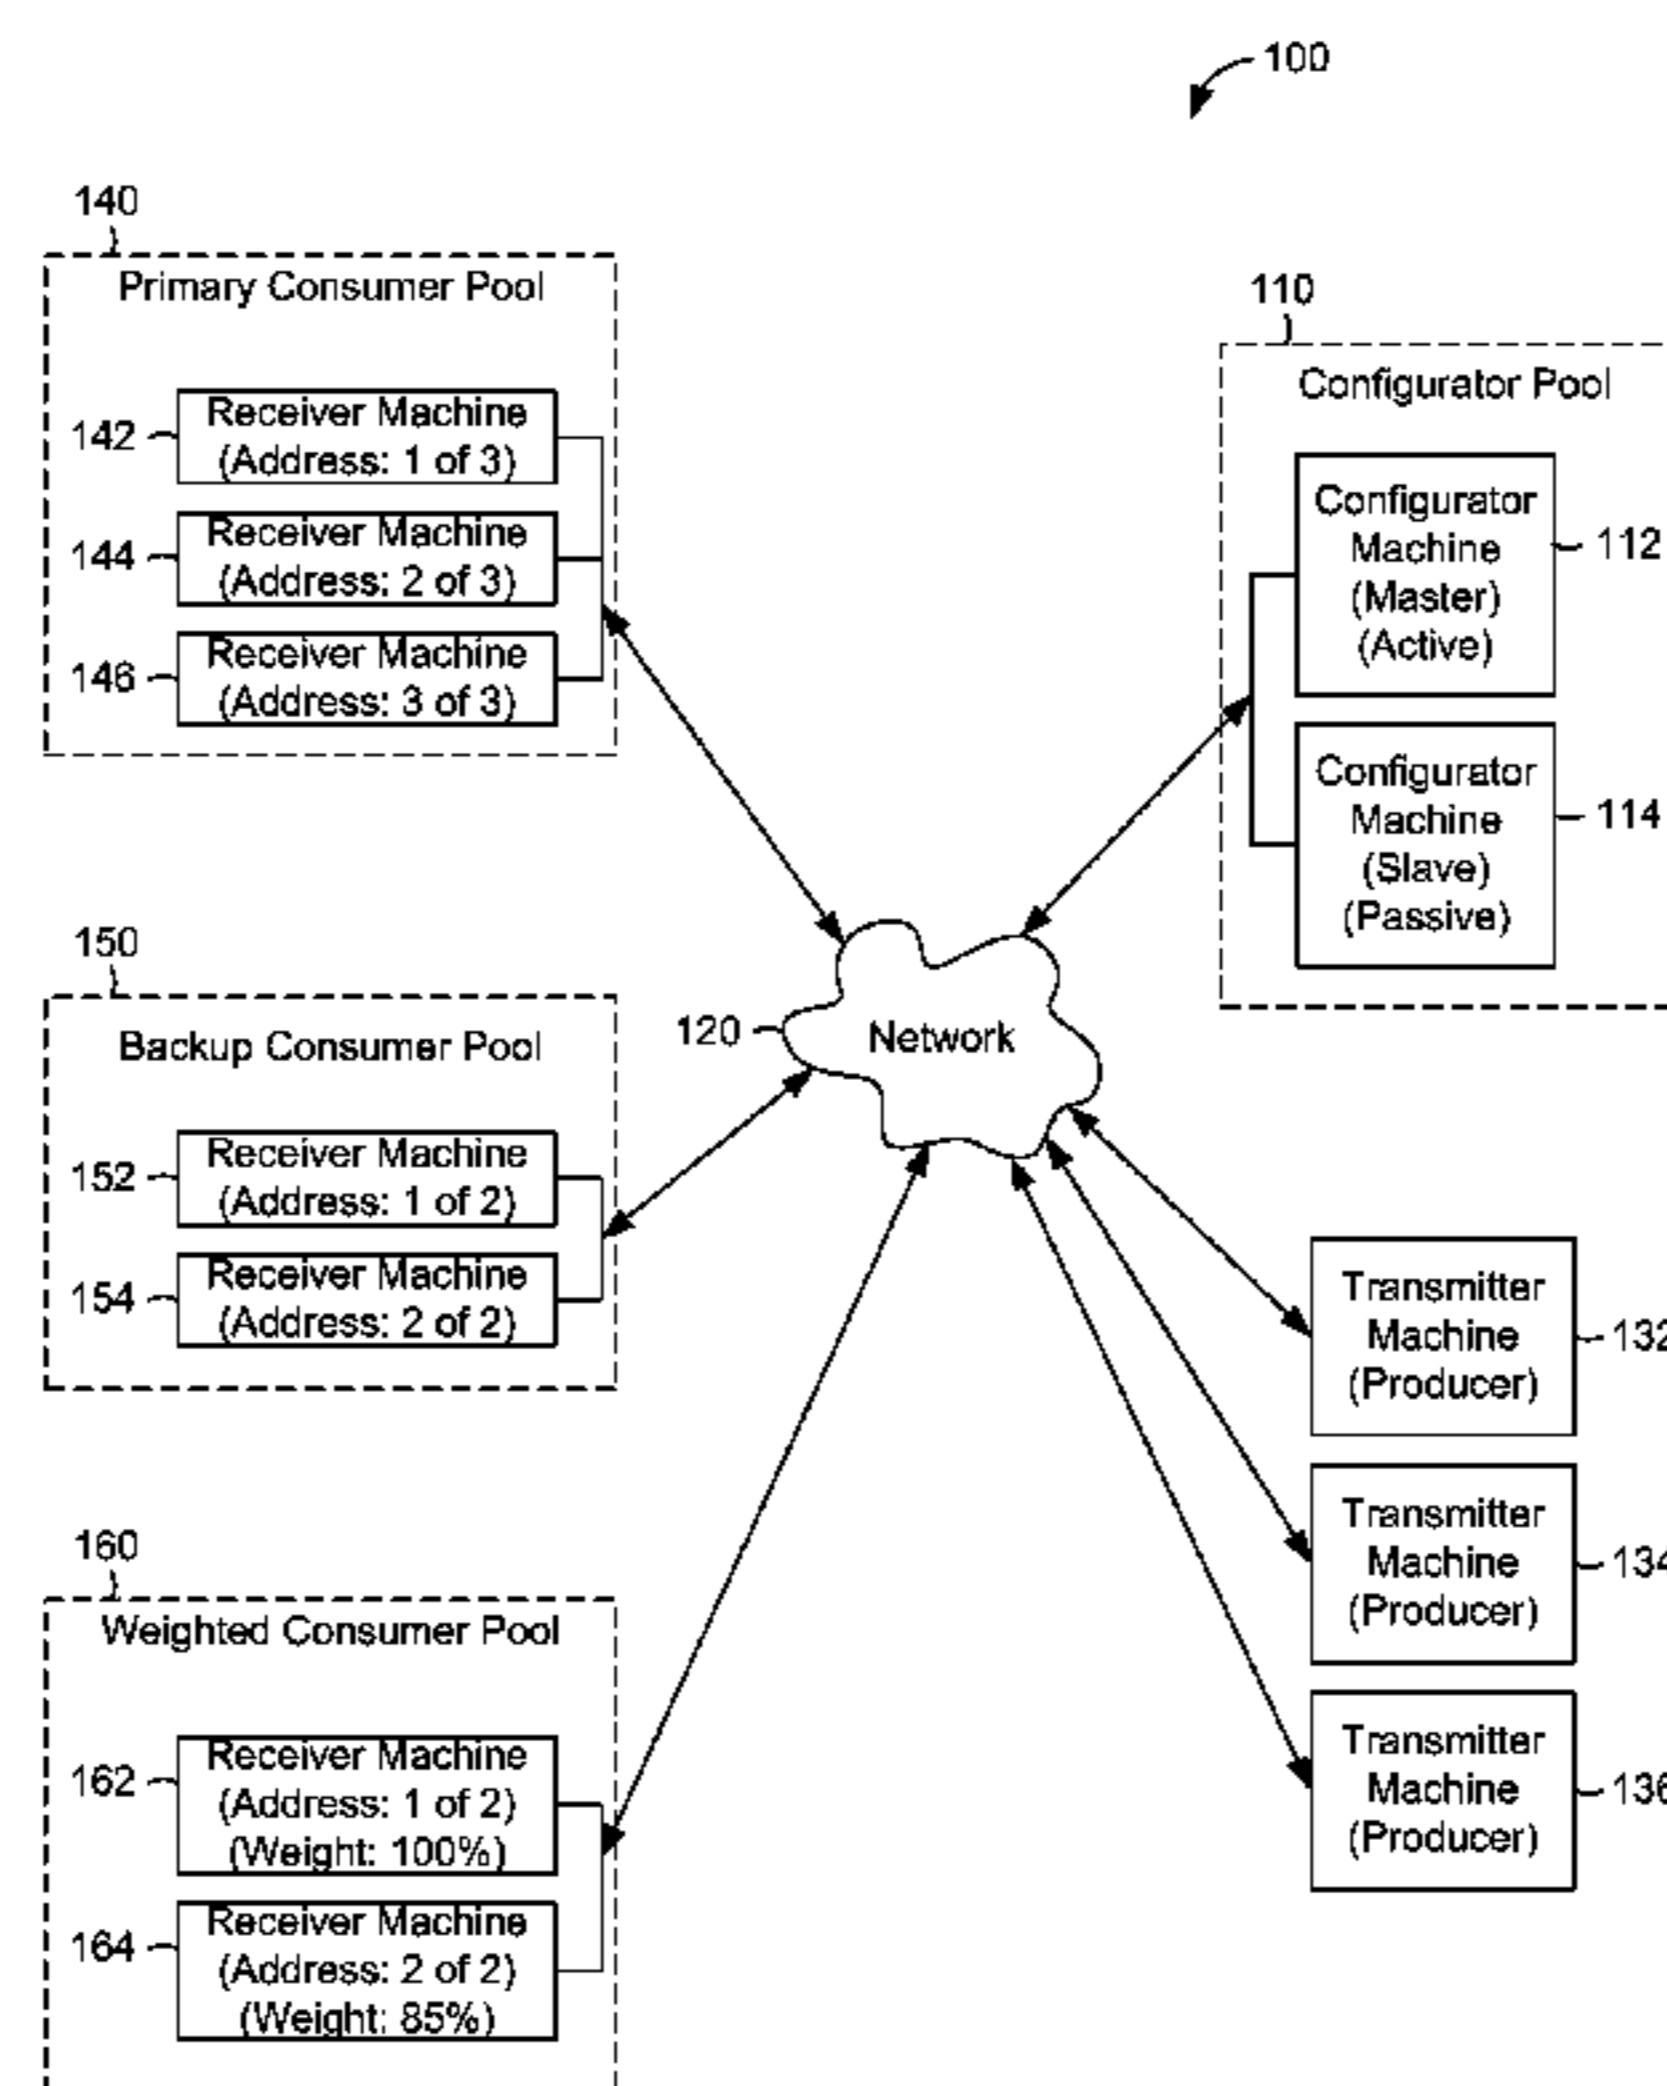 100
140
Primary Consumer Pool
142
Receiver Machine
(Address: 1 of 3)
144
Receiver Machine
(Address: 2 of 3)
146
Receiver Machine
(Address: 3 of 3)
110
Configurator Pool
Configurator
Machine
(Master)
(Active)
112
Configurator
Machine
(Slave)
(Passive)
114
150
Backup Consumer Pool
152
Receiver Machine
(Address: 1 of 2)
154
Receiver Machine
(Address: 2 of 2)
120
Network
Transmitter
Machine
(Producer)
132
Transmitter
Machine
(Producer)
134
Transmitter
Machine
(Producer)
136
160
Weighted Consumer Pool
162
Receiver Machine
(Address: 1 of 2)
(Weight: 100%)
164
Receiver Machine
(Address: 2 of 2)
(Weight: 85%)